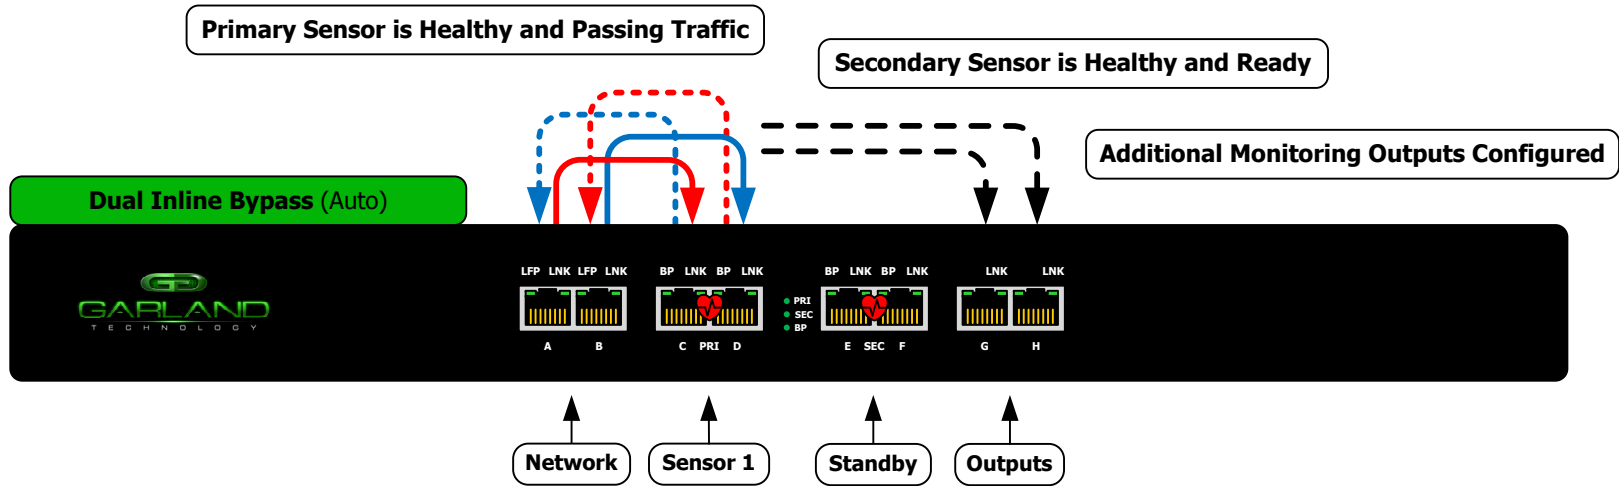 Primary Sensor is Healthy and Passing Traffic
Secondary Sensor is Healthy and Ready
Additional Monitoring Outputs Configured
Dual Inline Bypass (Auto)
GARLAND
TECHNOLOGY
LFP LNK LFP LNK
BP LNK BP LNK
BP LNK BP LNK
LNK LNK
PRI
SEC
BP
A B
C PRI D
E SEC F
G H
Network
Sensor 1
Standby
Outputs